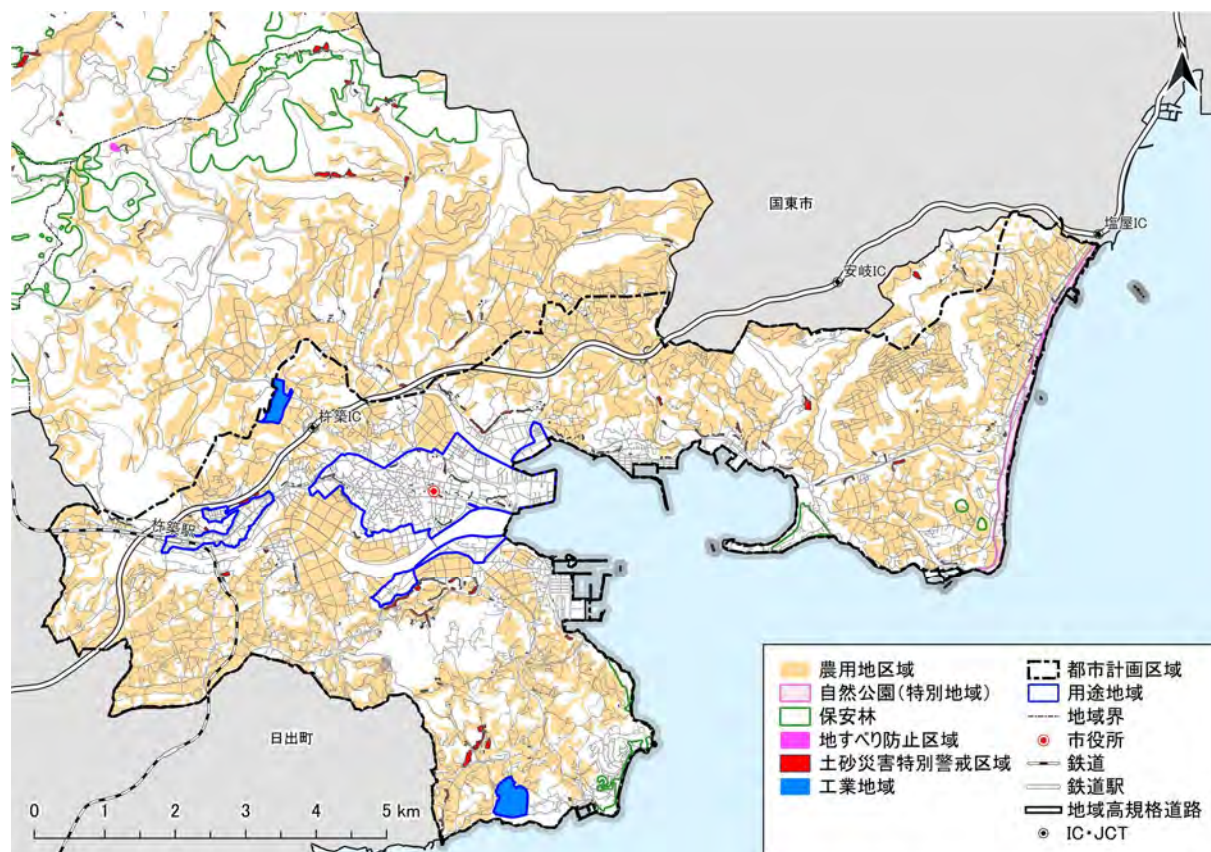 N
国東市
塩屋IC
安岐IC
杵築IC
杵築駅
日出町
0 1 2 3 4 5 km
農用地区域
自然公園(特別地域)
保安林
地すべり防止区域
土砂災害特別警戒区域
工業地域
都市計画区域
用途地域
地域界
市役所
鉄道
鉄道駅
地域高規格道路
IC・JCT